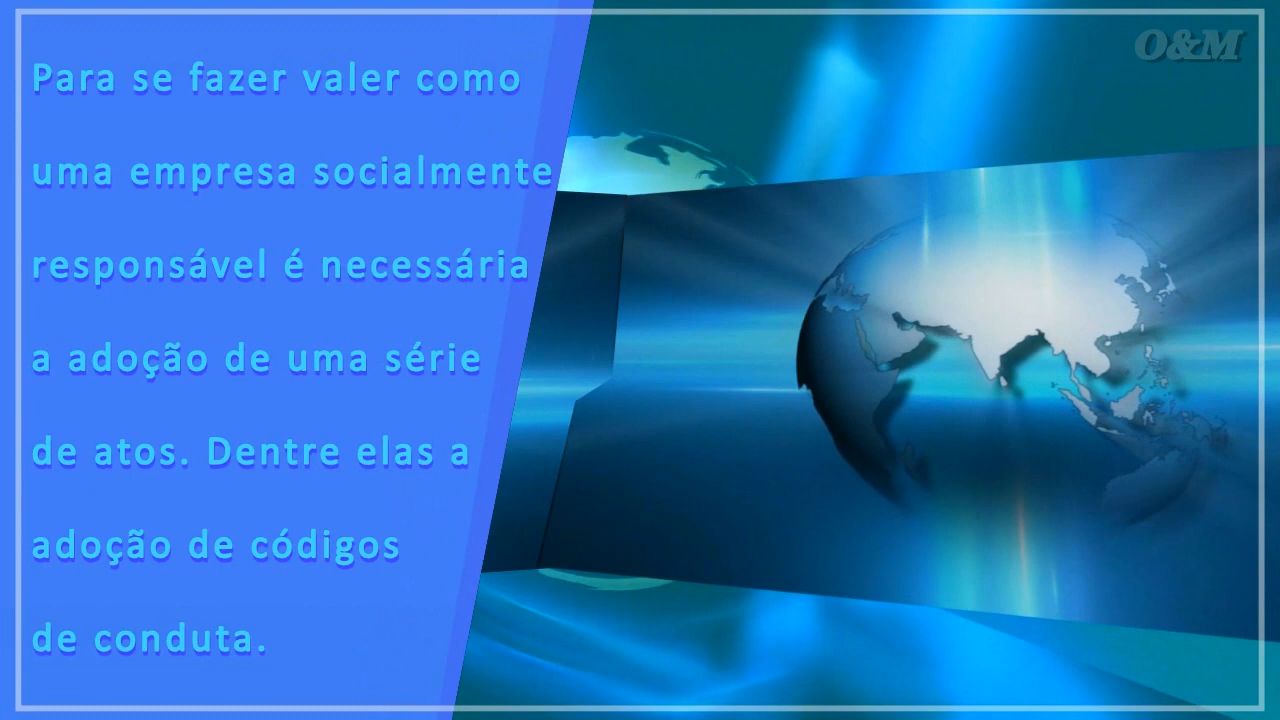 O&M
Para se fazer valer como
uma empresa socialmente
responsável é necessária
a adoção de uma série
de atos. Dentre elas a
adoção de códigos
de conduta.